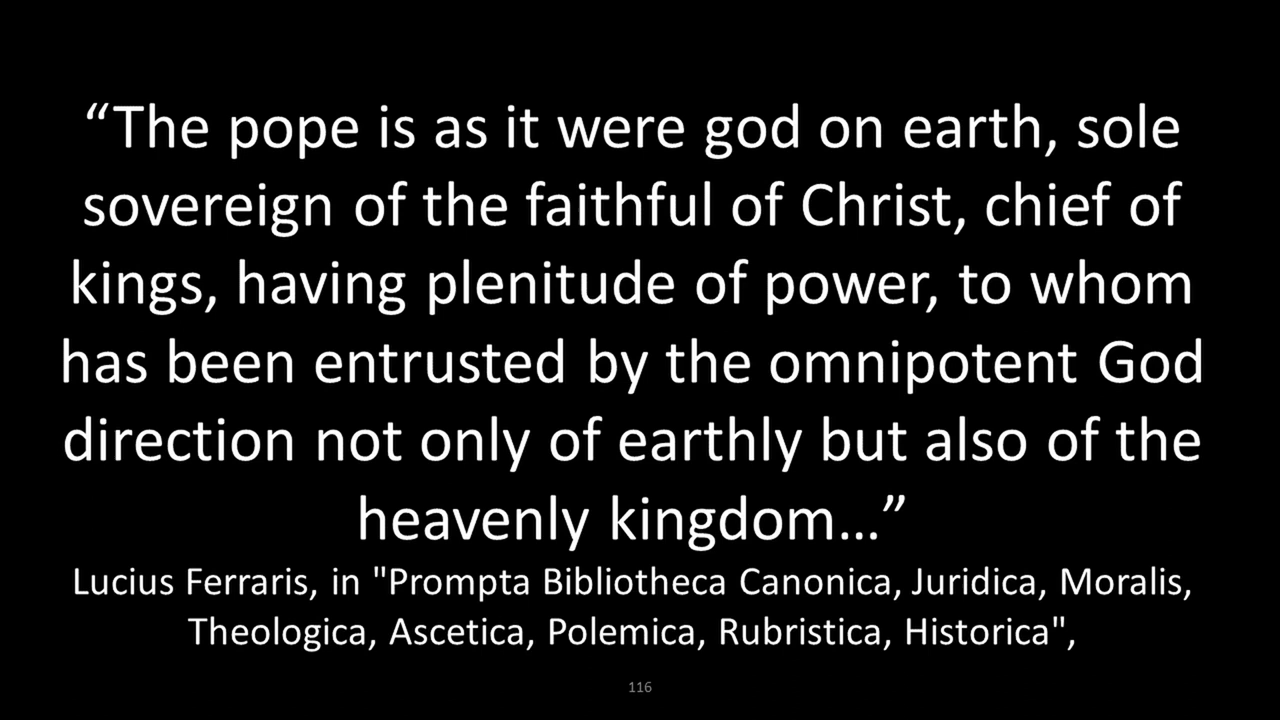 “The pope is as it were god on earth, sole
sovereign of the faithful of Christ, chief of
kings, having plenitude of power, to whom
has been entrusted by the omnipotent God
direction not only of earthly but also of the
heavenly kingdom…”
Lucius Ferraris, in "Prompta Bibliotheca Canonica, Juridica, Moralis,
Theologica, Ascetica, Polemica, Rubristica, Historica",
116